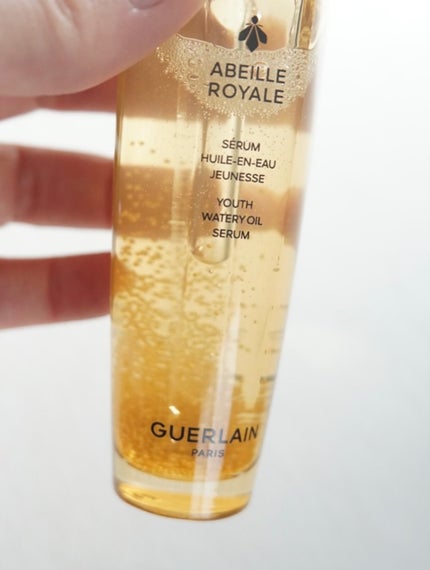 ABEILLE
ROYALE
SÉRUM
HUILE-EN-EAU
JEUNESSE
YOUTH
WATERY OIL
SERUM
GUERLAIN
PARIS